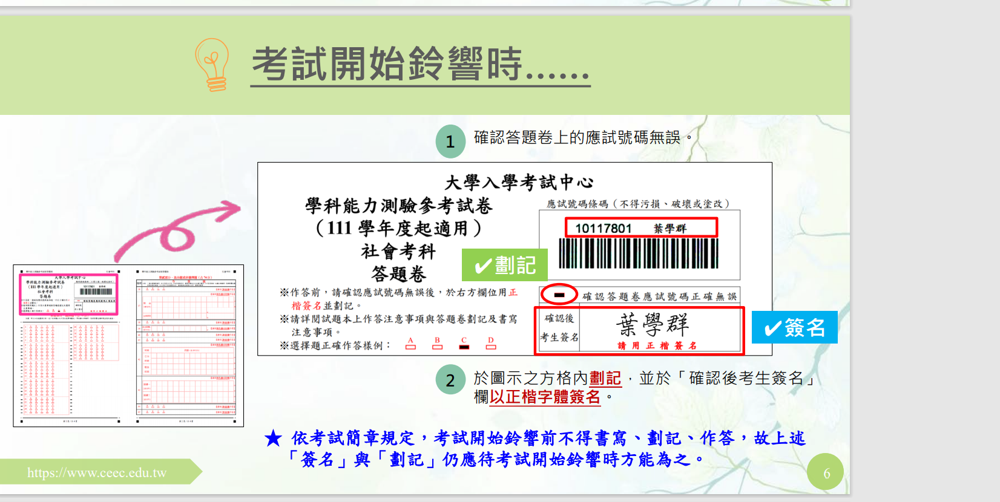 考試開始鈴響時......
1 確認答題卷上的應試號碼無誤。
大學入學考試中心
學科能力測驗參考試卷
（111 學年度起適用）
社會考科
答題卷
應試號碼條碼（不得污損、破壞或塗改）
10117801 葉學群
✔劃記
※作答前，請確認應試號碼無誤後，於右方欄位用正
楷簽名並劃記。
※請詳閱試題本上作答注意事項與答題卷劃記及書寫
注意事項。
※選擇題正確作答樣例： A B C D
確認答題卷應試號碼正確無誤
確認後
考生簽名
葉學群
請用正楷簽名
✔簽名
2 於圖示之方格內劃記，並於「確認後考生簽名」
欄以正楷字體簽名。
★ 依考試簡章規定，考試開始鈴響前不得書寫、劃記、作答，故上述
「簽名」與「劃記」仍應待考試開始鈴響時方能為之。
https://www.ceec.edu.tw
6